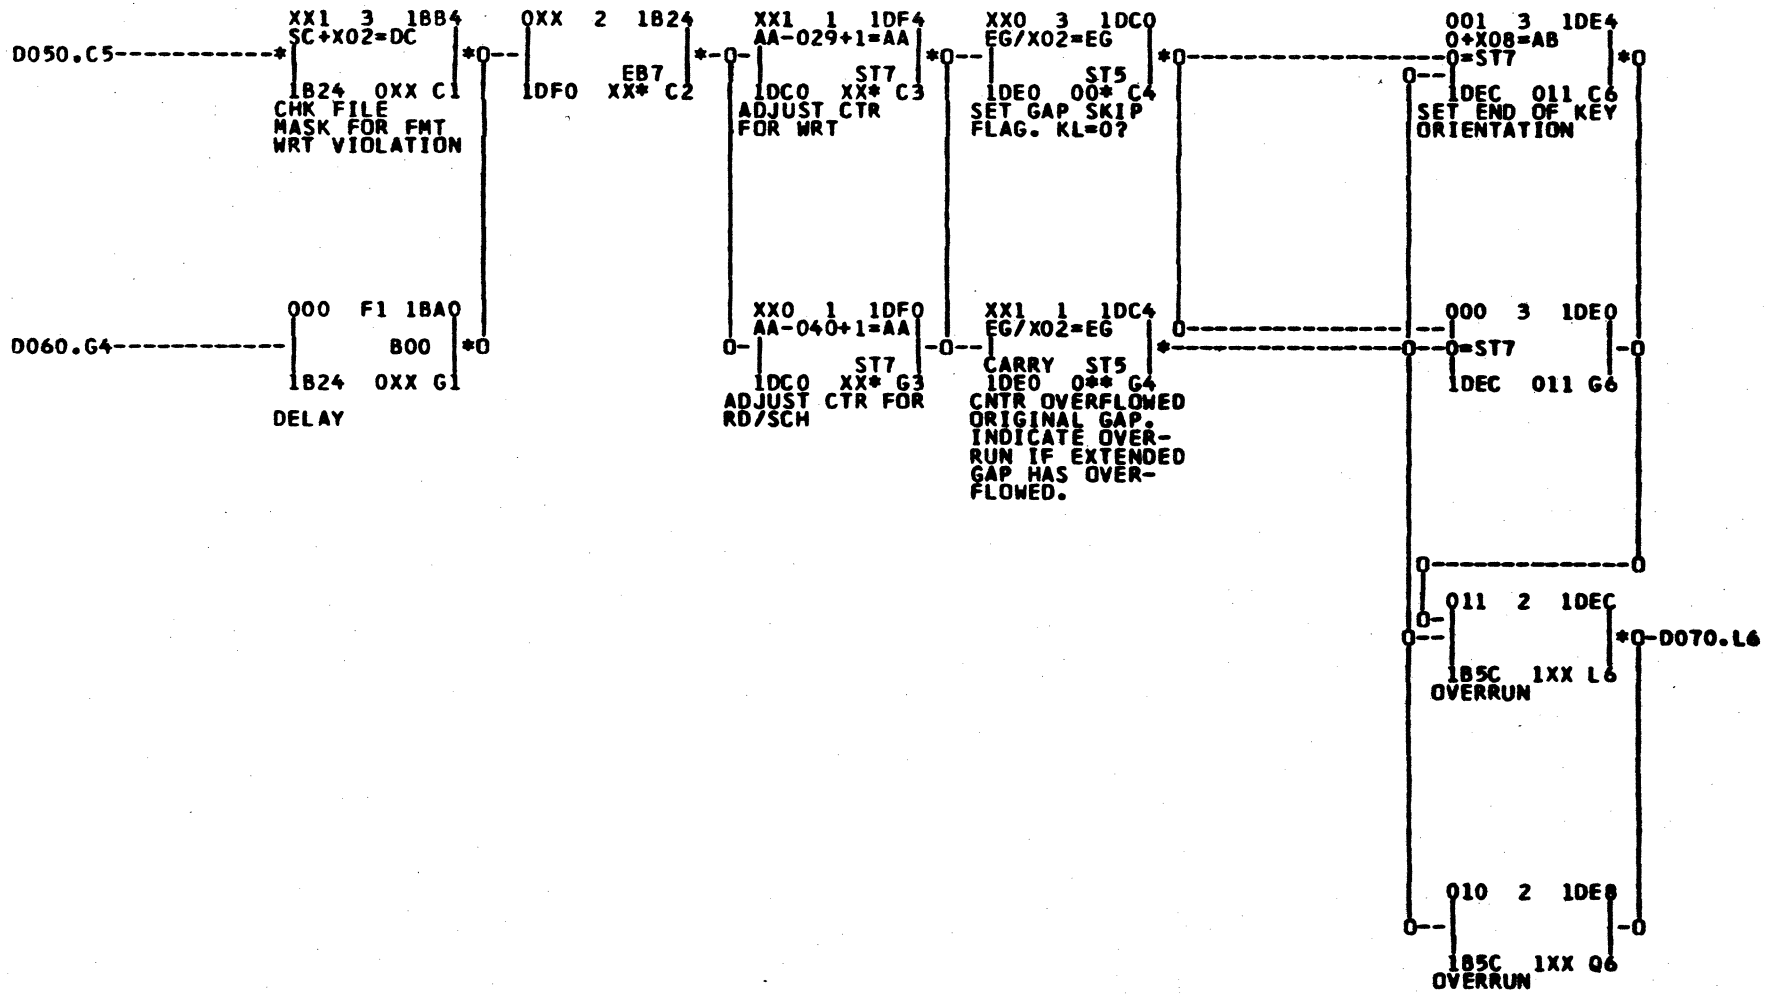 D050.C5
XX1 3 1BB4
SC+X02=DC
1B24 0XX C1
CHK FILE
MASK FOR FMT
WRT VIOLATION
0XX 2 1B24
EB7
1DF0 XX* C2
XX1 1 1DF4
AA-029+1=AA
ST7
1DC0 XX* C3
ADJUST CTR
FOR WRT
XX0 3 1DC0
EG/X02=EG
ST5
1DE0 00* C4
SET GAP SKIP
FLAG. KL=0?
001 3 1DE4
0+X08=AB
0=ST7
1DEC 011 C6
SET END OF KEY
ORIENTATION
D060.G4
000 F1 1BA0
B00
1B24 0XX G1
DELAY
XX0 1 1DF0
AA-040+1=AA
ST7
1DC0 XX* G3
ADJUST CTR FOR
RD/SCH
XX1 1 1DC4
EG/X02=EG
CARRY ST5
1DE0 0** G4
CNTR OVERFLOWED
ORIGINAL GAP.
INDICATE OVER-
RUN IF EXTENDED
GAP HAS OVER-
FLOWED.
000 3 1DE0
0=ST7
1DEC 011 G6
011 2 1DEC
D070.L6
1B5C 1XX L6
OVERRUN
010 2 1DE8
1B5C 1XX Q6
OVERRUN